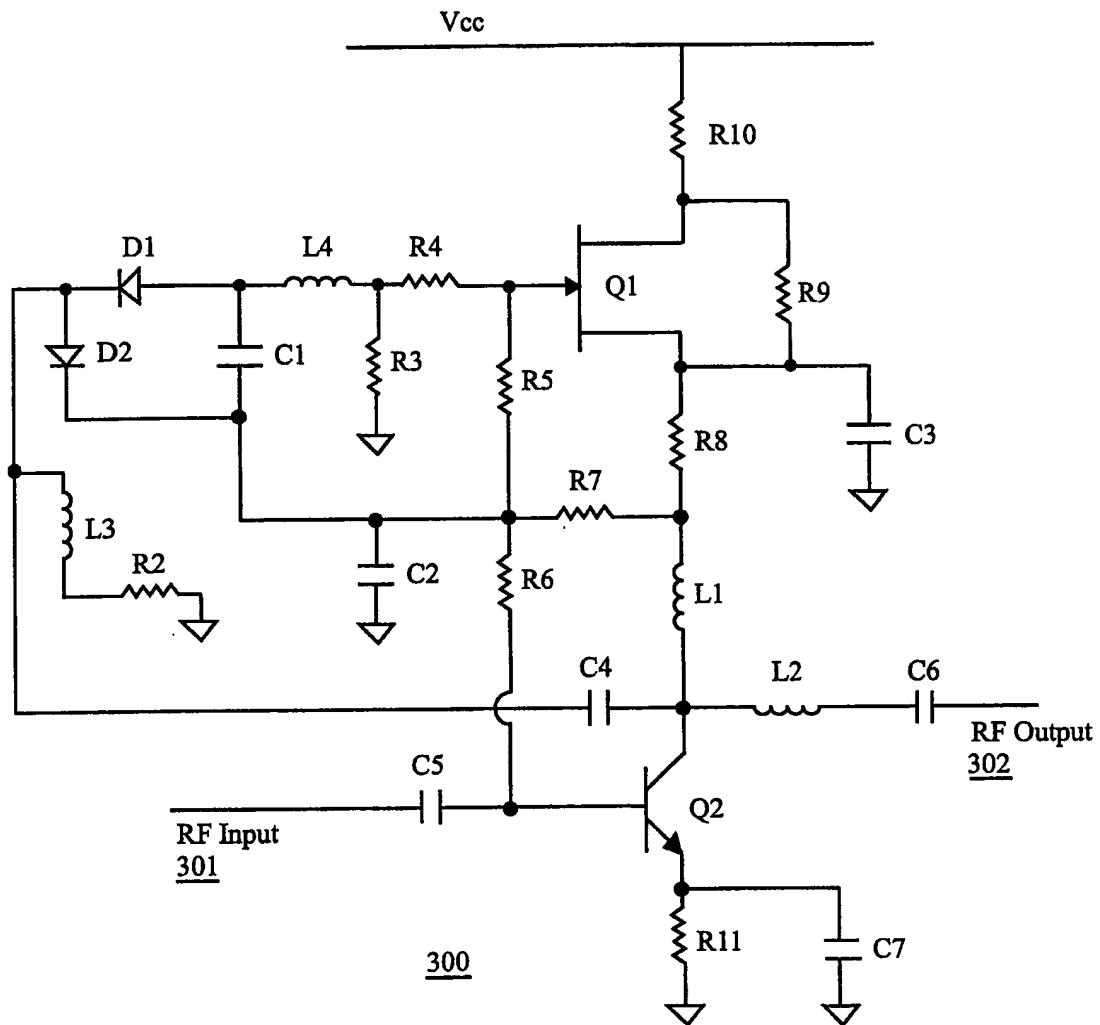 Vcc
R10
D1
L4
R4
Q1
R9
D2
C1
R3
R5
R8
C3
R7
L3
R2
C2
R6
L1
C4
L2
C6
RF Output
302
C5
Q2
RF Input
301
R11
C7
300